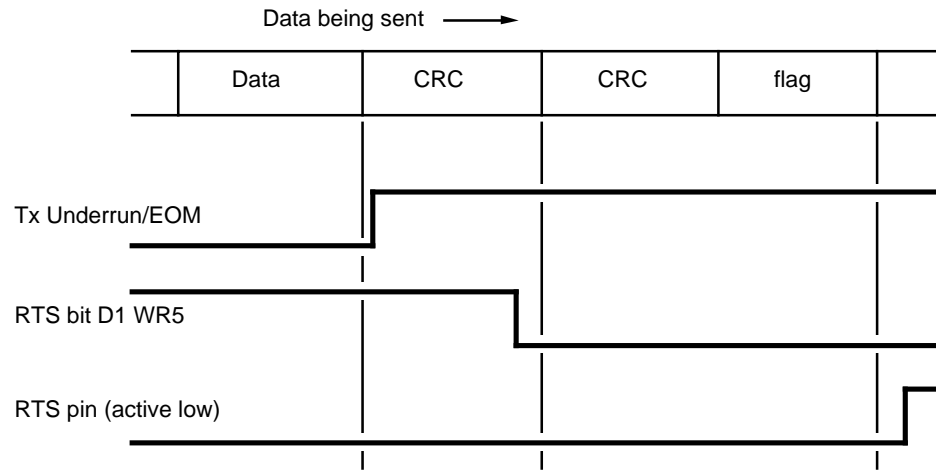 Data being sent
Data CRC CRC flag
Tx Underrun/EOM
RTS bit D1 WR5
RTS pin (active low)